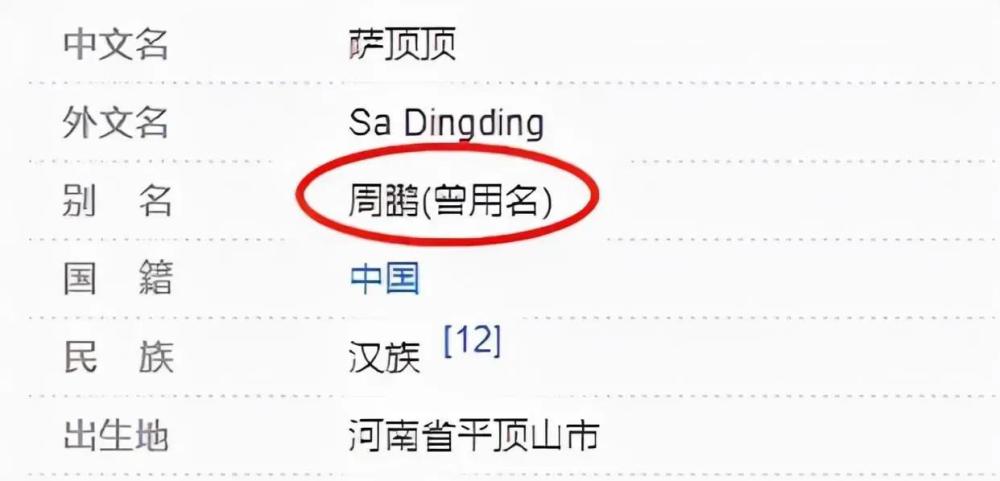 中文名 萨顶顶
外文名 Sa Dingding
别 名 周鹏(曾用名)
国 籍 中国
民 族 汉族 [12]
出生地 河南省平顶山市